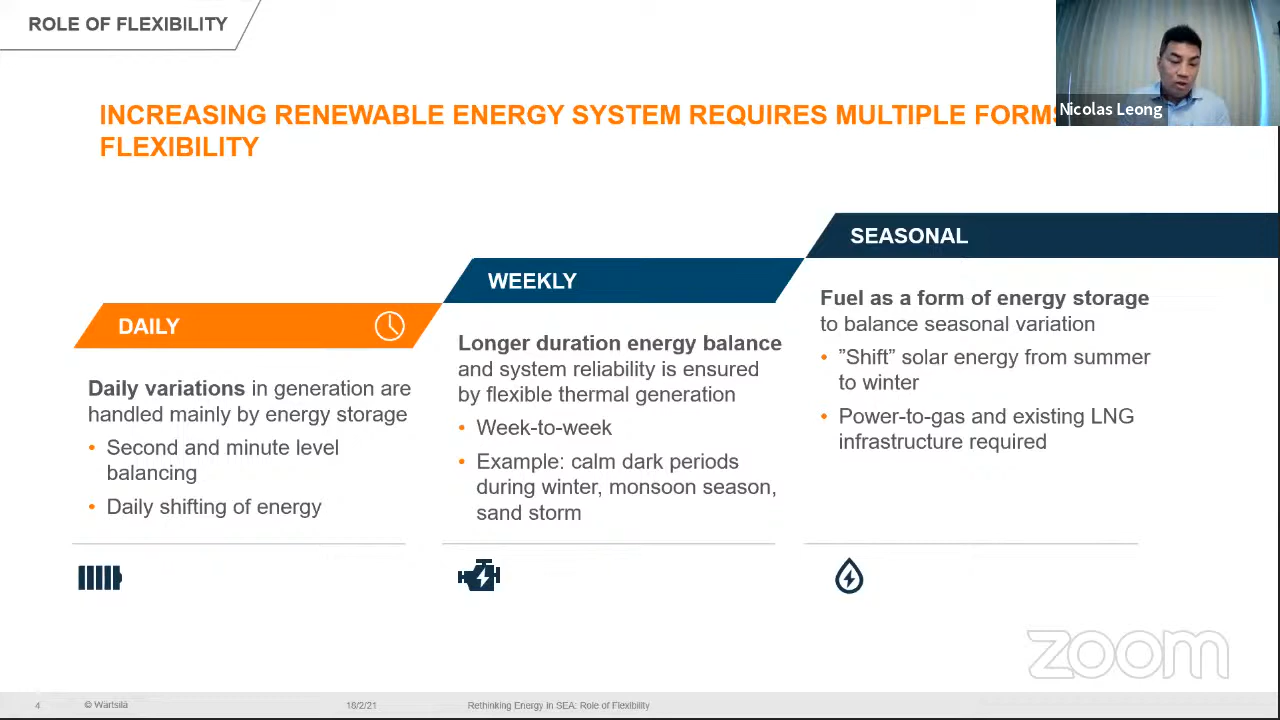 ROLE OF FLEXIBILITY
Nicolas Leong
INCREASING RENEWABLE ENERGY SYSTEM REQUIRES MULTIPLE FORMS
FLEXIBILITY
DAILY
Daily variations in generation are
handled mainly by energy storage
• Second and minute level
balancing
• Daily shifting of energy
WEEKLY
Longer duration energy balance
and system reliability is ensured
by flexible thermal generation
• Week-to-week
• Example: calm dark periods
during winter, monsoon season,
sand storm
SEASONAL
Fuel as a form of energy storage
to balance seasonal variation
• ”Shift” solar energy from summer
to winter
• Power-to-gas and existing LNG
infrastructure required
zoom
4
© Wärtsilä
18/2/21
Rethinking Energy in SEA: Role of Flexibility